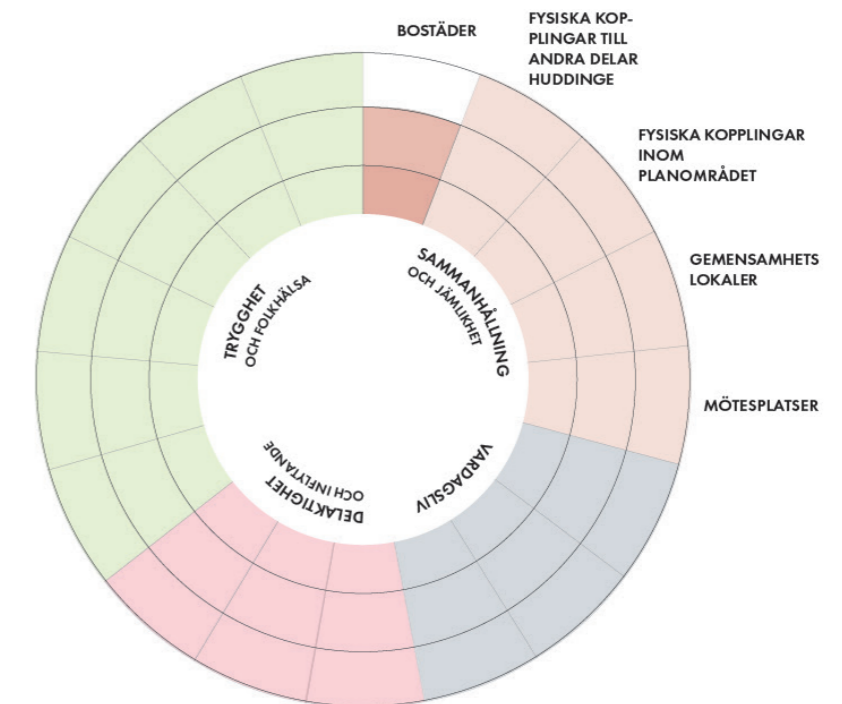 BOSTÄDER
FYSISKA KOP-
PLINGAR TILL
ANDRA DELAR
HUDDINGE
FYSISKA KOPPLINGAR
INOM
PLANOMRÅDET
GEMENSAMHETS
LOKALER
MÖTESPLATSER
SAMMANHÅLLNING
OCH JÄMLIKHET
VARDAGSLIV
DELAKTIGHET
OCH INFLYTANDE
TRYGGHET
OCH FOLKHÄLSA